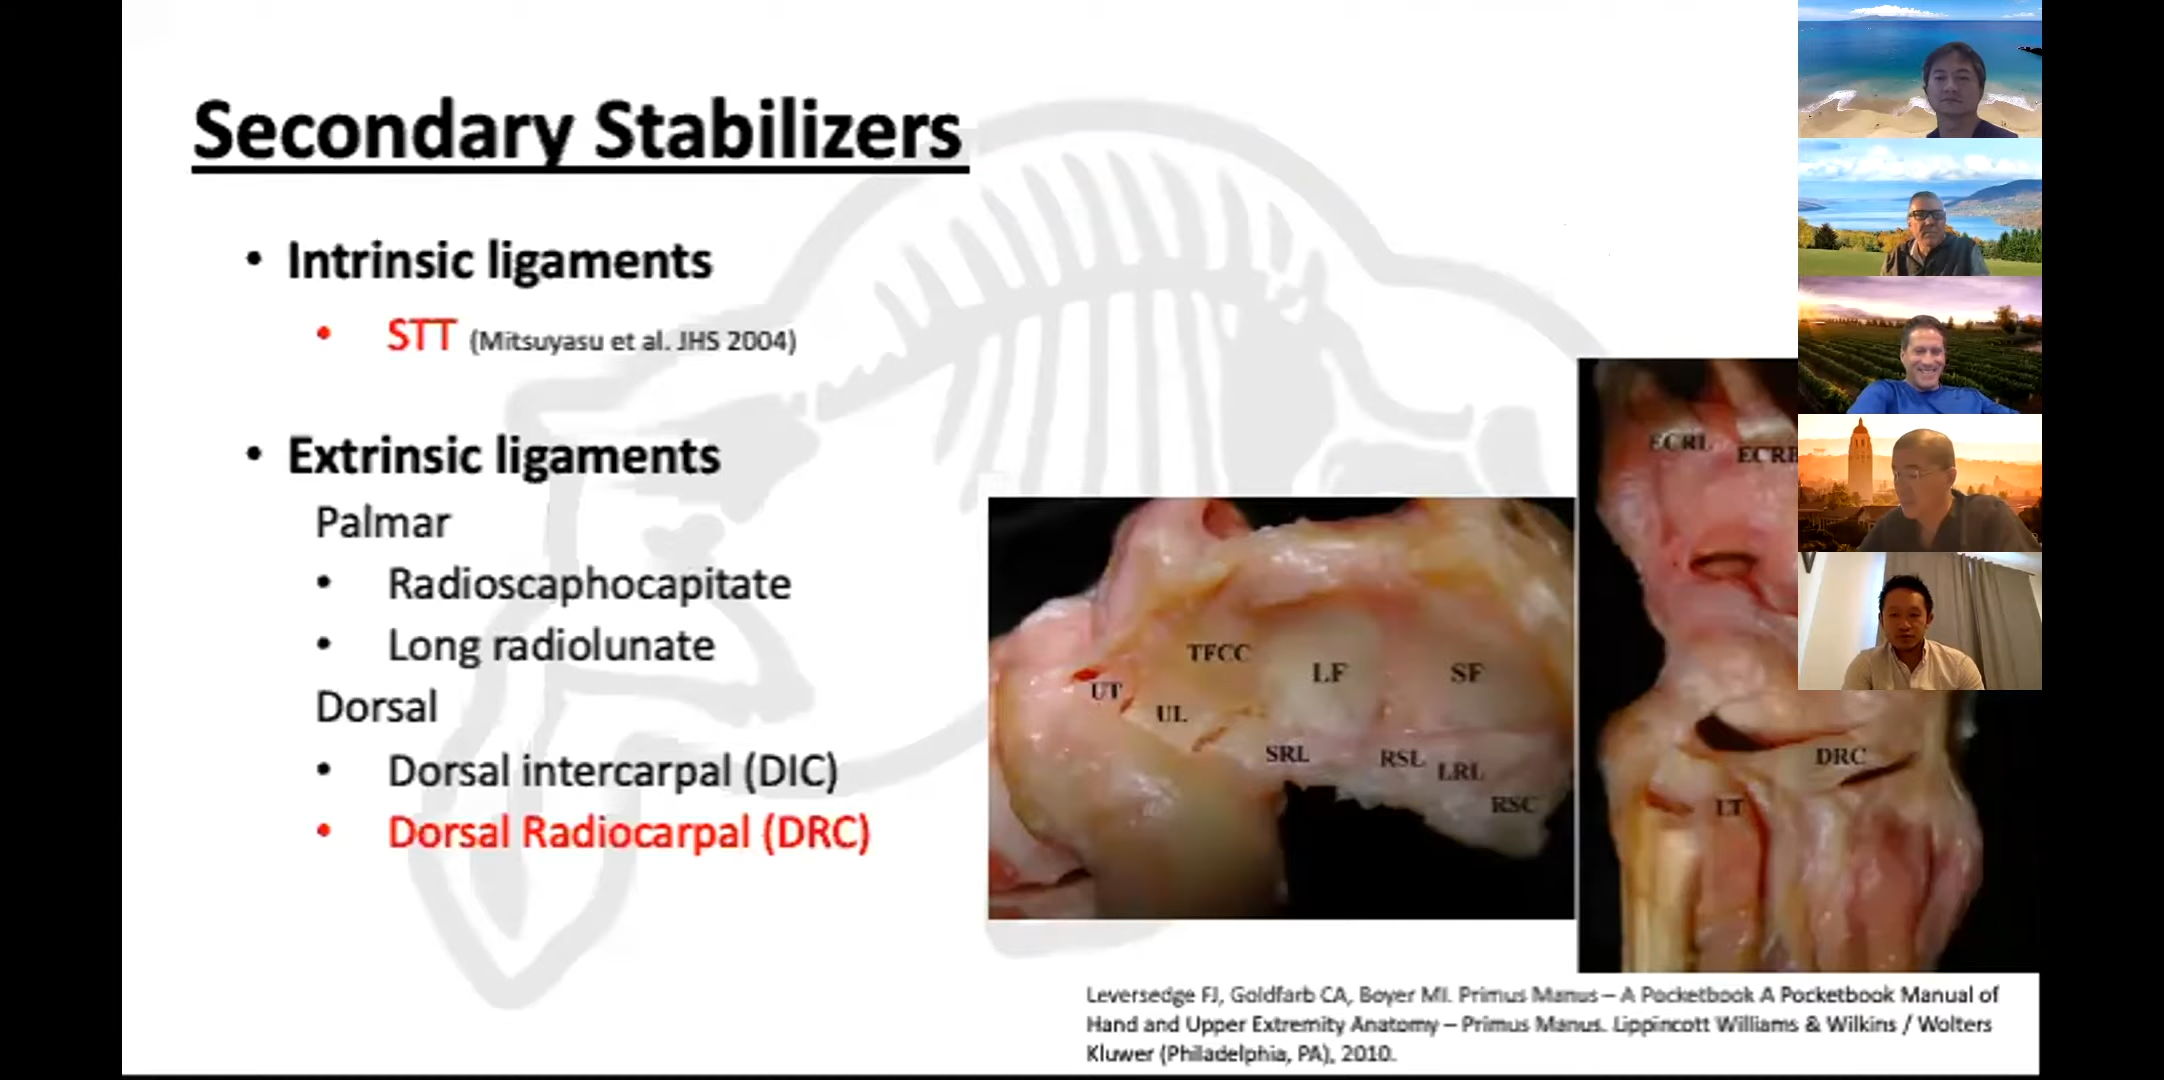 Secondary Stabilizers
• Intrinsic ligaments
• STT (Mitsuyasu et al. JHS 2004)
• Extrinsic ligaments
Palmar
• Radioscaphocapitate
• Long radiolunate
Dorsal
• Dorsal intercarpal (DIC)
• Dorsal Radiocarpal (DRC)
TFCC
LF
SF
UT
UL
SRL
RSL
LRL
RSC
ECRL
DRC
LT
Leversedge FJ, Goldfarb CA, Boyer MI. Primus Manus – A Pocketbook A Pocketbook Manual of
Hand and Upper Extremity Anatomy – Primus Manus. Lippincott Williams & Wilkins / Wolters
Kluwer (Philadelphia, PA), 2010.